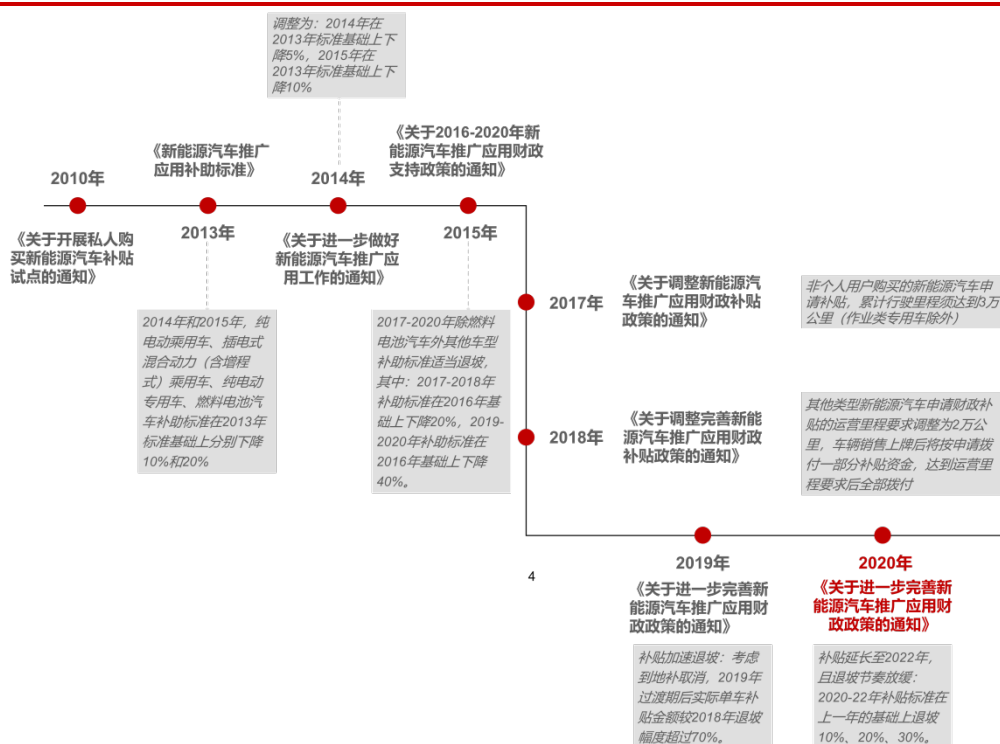 调整为：2014年在
2013年标准基础上下
降5%，2015年在
2013年标准基础上下
降10%
2010年
《关于开展私人购
买新能源汽车补贴
试点的通知》
《新能源汽车推广
应用补助标准》
2013年
2014年和2015年，纯
电动乘用车、插电式
混合动力（含增程
式）乘用车、纯电动
专用车、燃料电池汽
车补助标准在2013年
标准基础上分别下降
10%和20%
2014年
《关于进一步做好
新能源汽车推广应
用工作的通知》
《关于2016-2020年新
能源汽车推广应用财政
支持政策的通知》
2015年
2017-2020年除燃料
电池汽车外其他车型
补助标准适当退坡，
其中：2017-2018年
补助标准在2016年基
础上下降20%，2019-
2020年补助标准在
2016年基础上下降
40%。
2017年
《关于调整新能源汽
车推广应用财政补贴
政策的通知》
非个人用户购买的新能源汽车申
请补贴，累计行驶里程须达到3万
公里（作业类专用车除外）
2018年
《关于调整完善新能
源汽车推广应用财政
补贴政策的通知》
其他类型新能源汽车申请财政补
贴的运营里程要求调整为2万公
里，车辆销售上牌后将按申请拨
付一部分补贴资金，达到运营里
程要求后全部拨付
2019年
《关于进一步完善新
能源汽车推广应用财
政政策的通知》
补贴加速退坡：考虑
到地补取消，2019年
过渡期后实际单车补
贴金额较2018年退坡
幅度超过70%。
2020年
《关于进一步完善新
能源汽车推广应用财
政政策的通知》
补贴延长至2022年，
且退坡节奏放缓：
2020-22年补贴标准在
上一年的基础上退坡
10%、20%、30%。
4